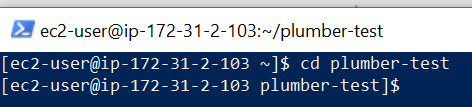 ec2-user@ip-172-31-2-103:~/plumber-test
[ec2-user@ip-172-31-2-103 ~]$ cd plumber-test
[ec2-user@ip-172-31-2-103 plumber-test]$